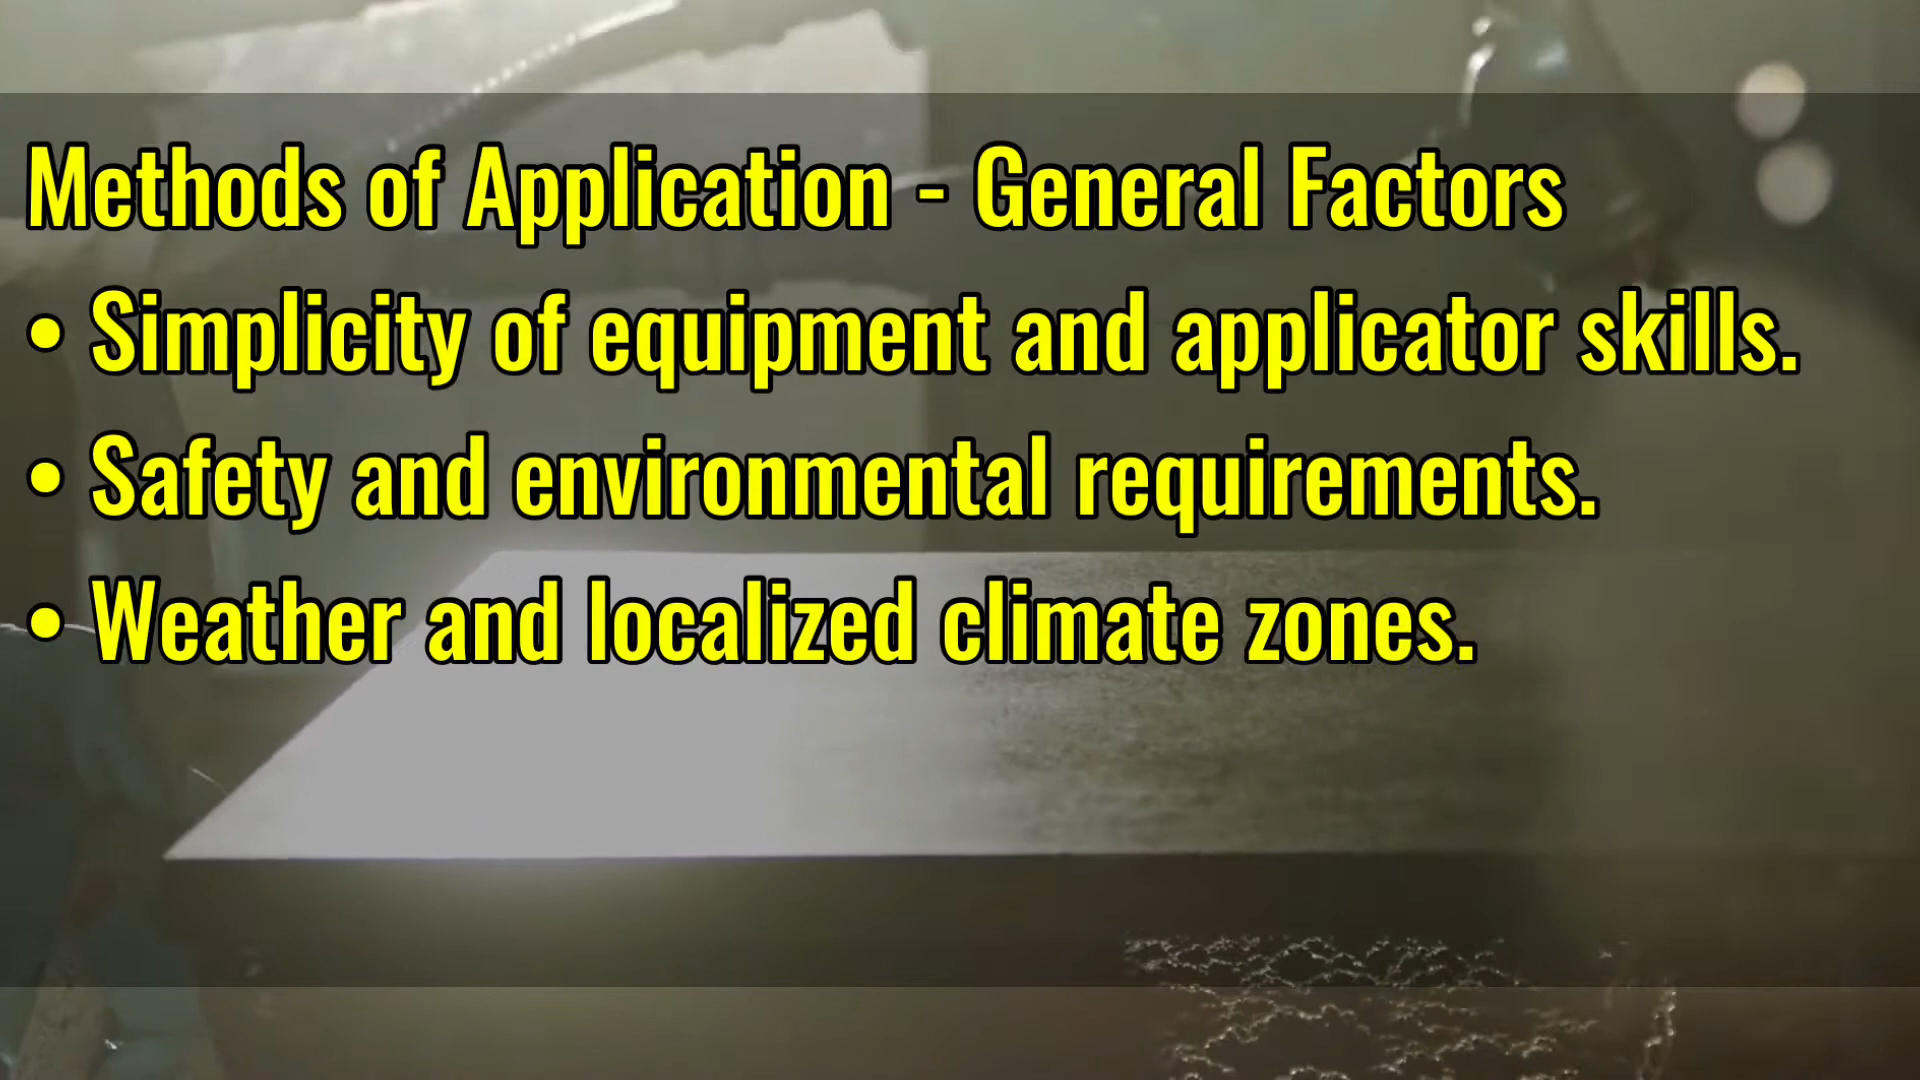 Methods of Application - General Factors
• Simplicity of equipment and applicator skills.
• Safety and environmental requirements.
• Weather and localized climate zones.